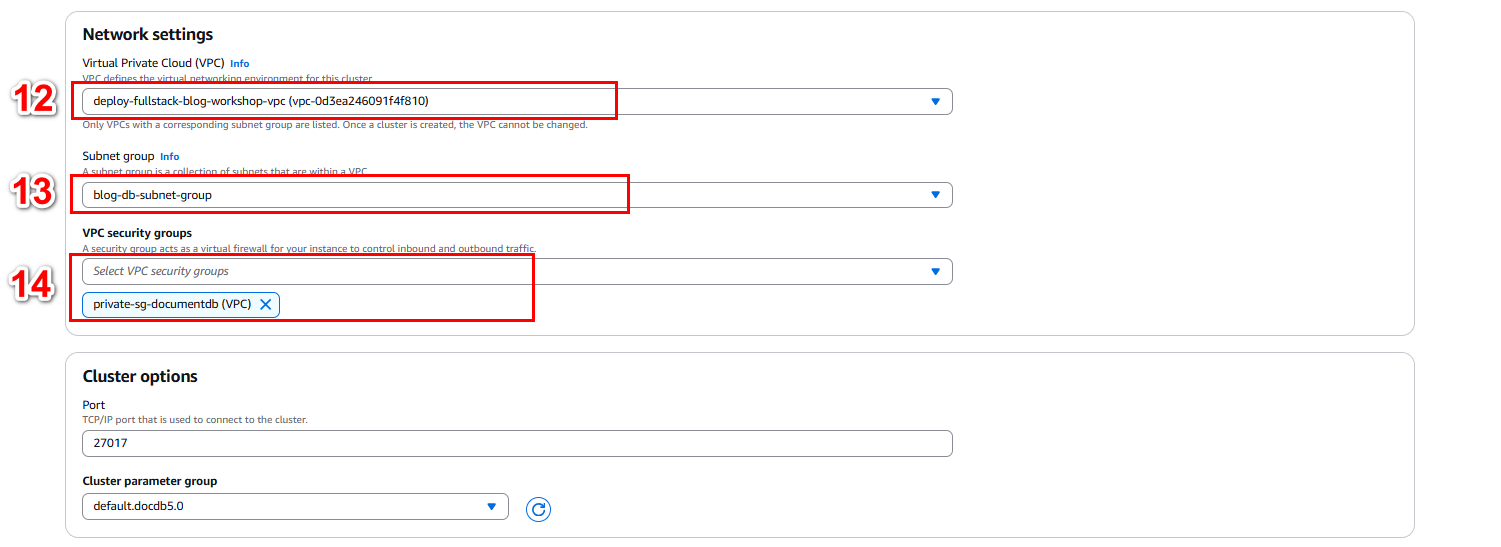 Network settings
Virtual Private Cloud (VPC) Info
VPC defines the virtual networking environment for this cluster.
12
deploy-fullstack-blog-workshop-vpc (vpc-0d3ea246091f4f810)
Only VPCs with a corresponding subnet group are listed. Once a cluster is created, the VPC cannot be changed.
Subnet group Info
A subnet group is a collection of subnets that are within a VPC
13
blog-db-subnet-group
VPC security groups
A security group acts as a virtual firewall for your instance to control inbound and outbound traffic.
14
Select VPC security groups
private-sg-documentdb (VPC)
Cluster options
Port
TCP/IP port that is used to connect to the cluster.
27017
Cluster parameter group
default.docdb5.0